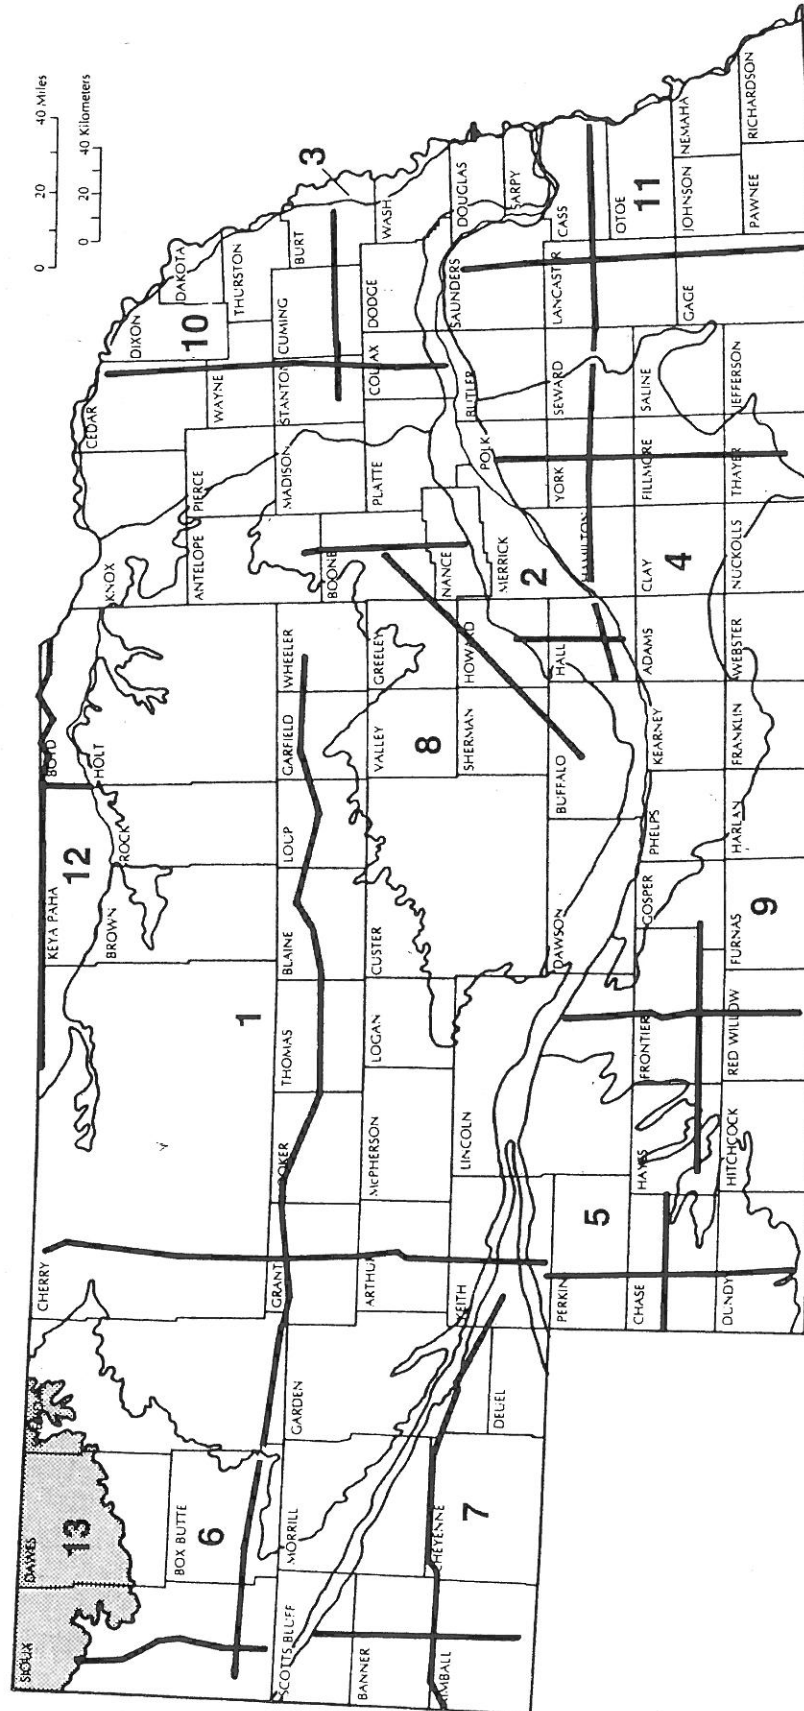 0 20 40 Miles
0 20 40 Kilometers
SIOUX
DAWES
13
BOX BUTTE
6
CHERRY
1
KEYA PAHA
12
BROWN
ROCK
BOYD
HOLT
KNOX
CEDAR
DIXON
10
DAKOTA
THURSTON
WAYNE
PIERCE
ANTELOPE
SCOTTS BLUFF
MORRILL
GARDEN
GRANT
THOMAS
BLAINE
LOUP
GARFIELD
WHEELER
BOONE
MADISON
STANTON
CUMING
BURT
3
BANNER
ARTHUR
McPHERSON
LOGAN
CUSTER
VALLEY
8
GREELEY
NANCE
PLATTE
COLFAX
DODGE
WASH
KIMBALL
CHEYENNE
7
DEUEL
KEITH
LINCOLN
SHERMAN
HOWARD
MERRICK
2
POLK
BUTLER
SAUNDERS
DOUGLAS
SARPY
PERKIN
5
DAWSON
BUFFALO
HALL
HAMILTON
YORK
SEWARD
LANCASTER
CASS
CHASE
HAYES
FRONTIER
GOSPER
PHELPS
KEARNEY
ADAMS
CLAY
4
FILLMORE
SALINE
GAGE
OTOE
11
JOHNSON
NEMAHA
DUNDY
HITCHCOCK
RED WILLOW
FURNAS
9
HARLAN
FRANKLIN
WEBSTER
NUCKOLLS
THAYER
JEFFERSON
PAWNEE
RICHARDSON